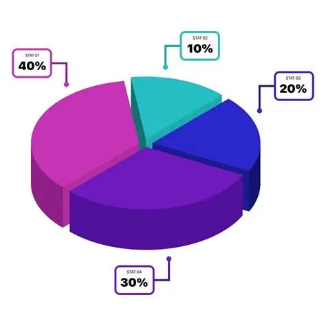 STAT 01
40%
STAT 02
10%
STAT 03
20%
STAT 04
30%